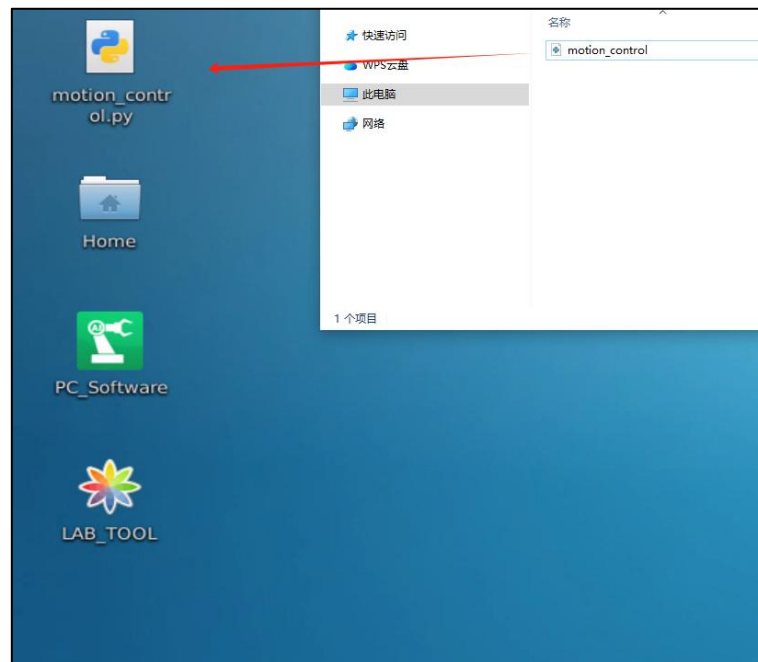 motion_contr
ol.py
Home
AI
PC_Software
LAB_TOOL
快速访问
WPS云盘
此电脑
网络
1 个项目
名称
motion_control